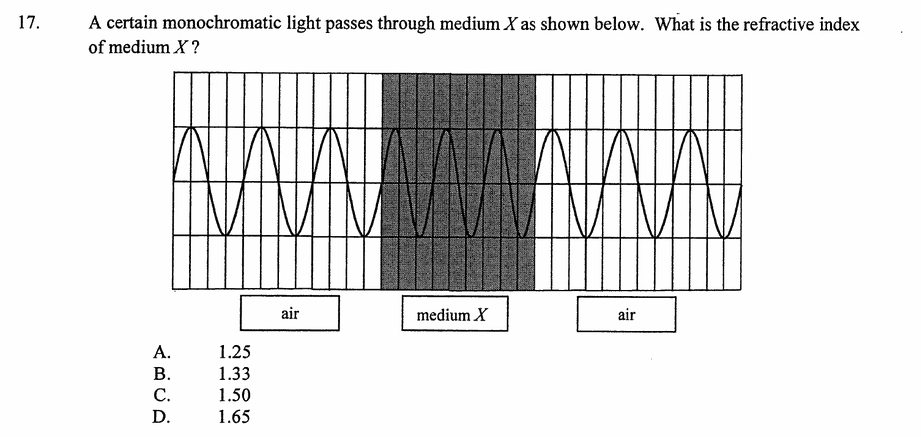 17. A certain monochromatic light passes through medium X as shown below. What is the refractive index
of medium X ?
air medium X air
A. 1.25
B. 1.33
C. 1.50
D. 1.65